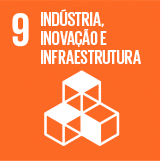 9 INDÚSTRIA,
INOVAÇÃO E
INFRAESTRUTURA